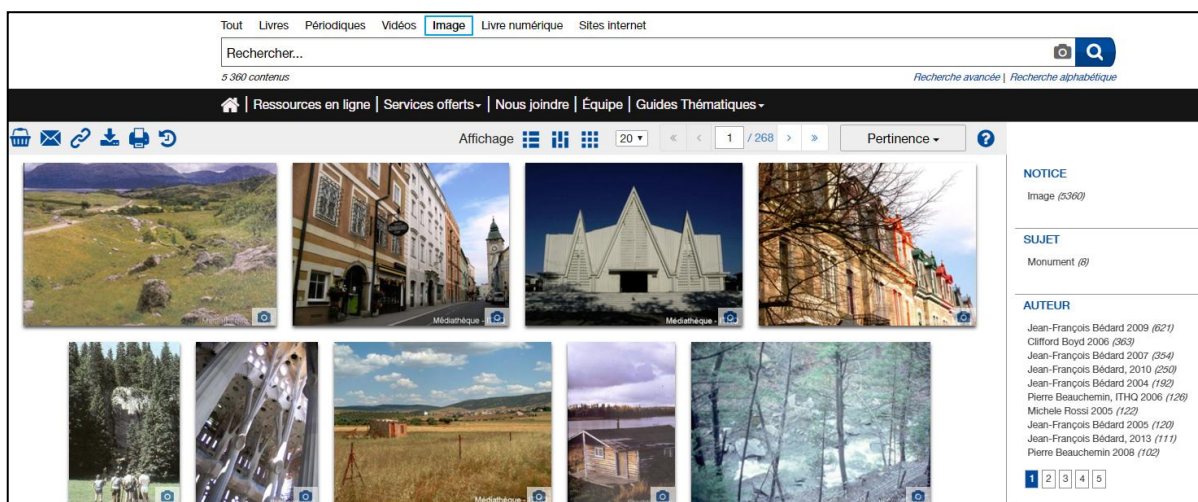 Tout Livres Périodiques Vidéos Image Livre numérique Sites internet
Rechercher...
5 360 contenus
Recherche avancée | Recherche alphabétique
Ressources en ligne | Services offerts | Nous joindre | Équipe | Guides Thématiques
Affichage 20 « ‹ 1 / 268 › » Pertinence ?
Médiathèque -
Médiathèque -
Médiathèque -
Médiathèque -
NOTICE
Image (5360)
SUJET
Monument (8)
AUTEUR
Jean-François Bédard 2009 (621)
Clifford Boyd 2006 (363)
Jean-François Bédard 2007 (354)
Jean-François Bédard, 2010 (250)
Jean-François Bédard 2004 (192)
Pierre Beauchemin, ITHQ 2006 (126)
Michele Rossi 2005 (122)
Jean-François Bédard 2005 (120)
Jean-François Bédard, 2013 (111)
Pierre Beauchemin 2008 (102)
1 2 3 4 5